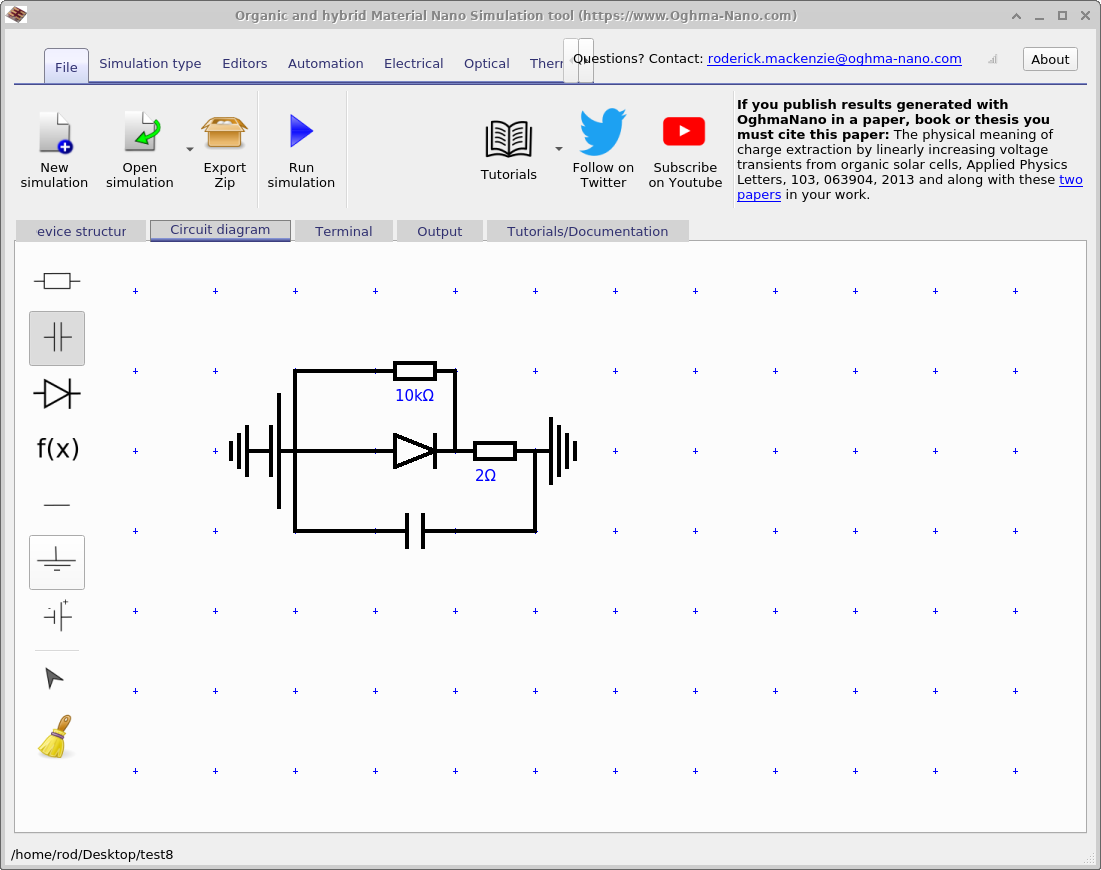 Organic and hybrid Material Nano Simulation tool (https://www.Oghma-Nano.com)
File Simulation type Editors Automation Electrical Optical Therr Questions? Contact: roderick.mackenzie@oghma-nano.com About
New simulation
Open simulation
Export Zip
Run simulation
Tutorials
Follow on Twitter
Subscribe on Youtube
If you publish results generated with
OghmaNano in a paper, book or thesis you
must cite this paper: The physical meaning of
charge extraction by linearly increasing voltage
transients from organic solar cells, Applied Physics
Letters, 103, 063904, 2013 and along with these two
papers in your work.
evice structur Circuit diagram Terminal Output Tutorials/Documentation
10kΩ
f(x)
2Ω
/home/rod/Desktop/test8